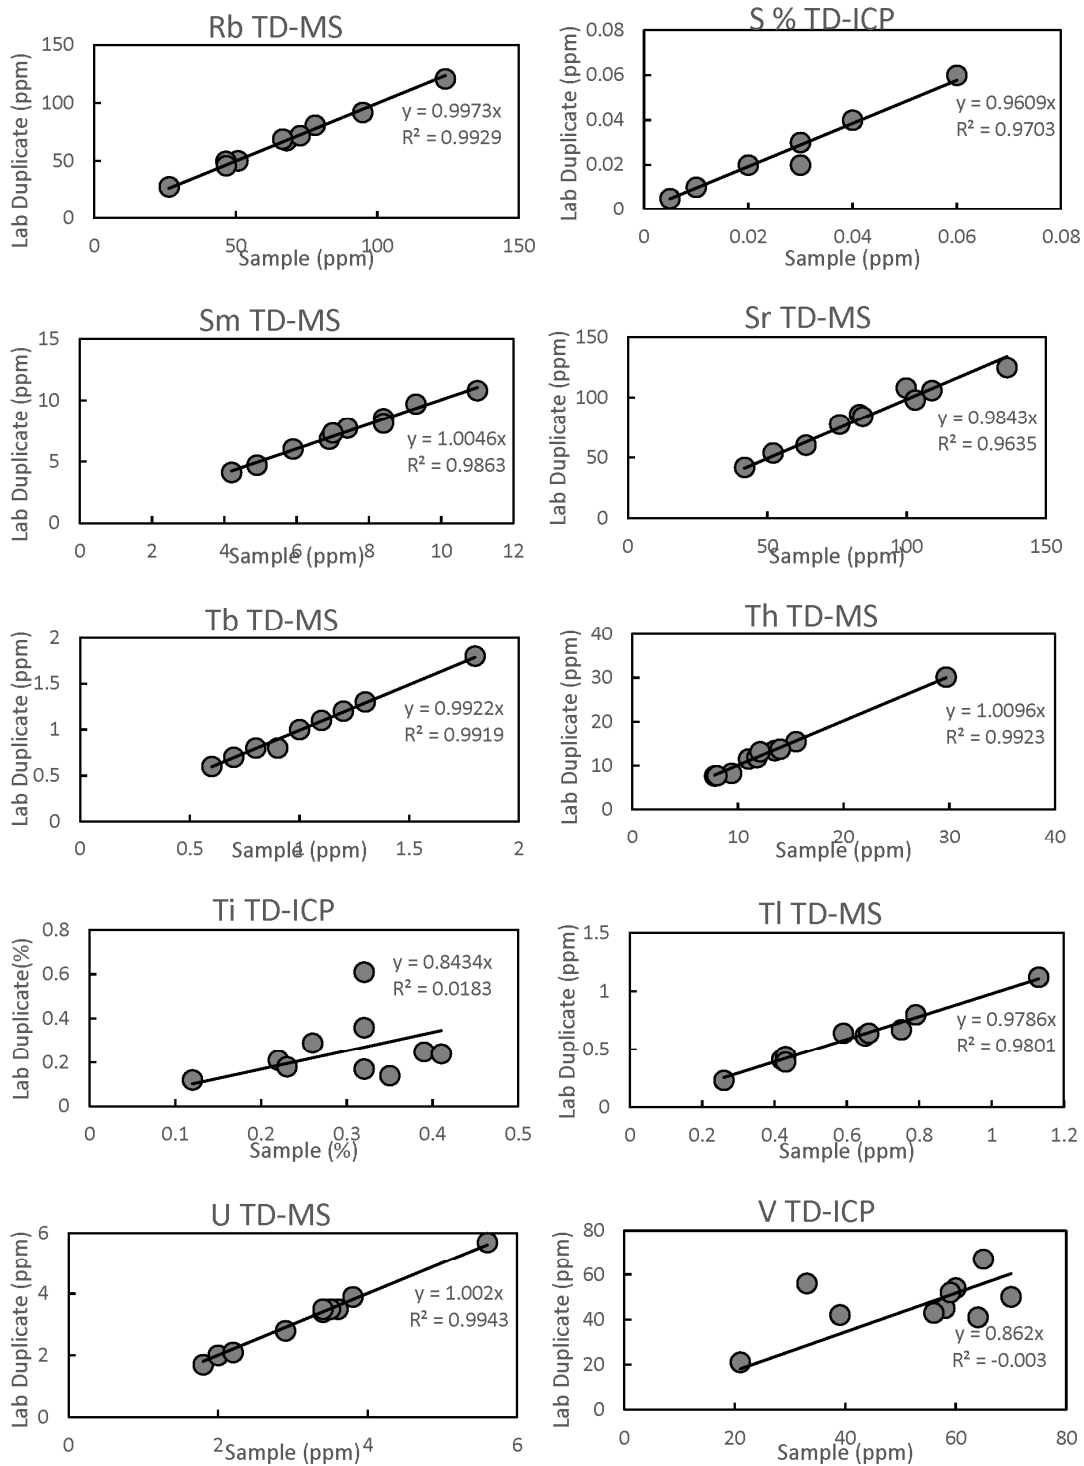 Rb TD-MS
150
100
50
0
0
50
100
150
Lab Duplicate (ppm)
Sample (ppm)
y = 0.9973x
R² = 0.9929
S % TD-ICP
0.08
0.06
0.04
0.02
0
0
0.02
0.04
0.06
0.08
Lab Duplicate (ppm)
Sample (ppm)
y = 0.9609x
R² = 0.9703
Sm TD-MS
15
10
5
0
0
2
4
6
8
10
12
Lab Duplicate (ppm)
Sample (ppm)
y = 1.0046x
R² = 0.9863
Sr TD-MS
150
100
50
0
0
50
100
150
Lab Duplicate (ppm)
Sample (ppm)
y = 0.9843x
R² = 0.9635
Tb TD-MS
2
1.5
1
0.5
0
0
0.5
1
1.5
2
Lab Duplicate (ppm)
Sample (ppm)
y = 0.9922x
R² = 0.9919
Th TD-MS
40
30
20
10
0
0
10
20
30
40
Lab Duplicate (ppm)
Sample (ppm)
y = 1.0096x
R² = 0.9923
Ti TD-ICP
0.8
0.6
0.4
0.2
0
0
0.1
0.2
0.3
0.4
0.5
Lab Duplicate(%)
Sample (%)
y = 0.8434x
R² = 0.0183
Tl TD-MS
1.5
1
0.5
0
0
0.2
0.4
0.6
0.8
1
1.2
Lab Duplicate (ppm)
Sample (ppm)
y = 0.9786x
R² = 0.9801
U TD-MS
6
4
2
0
0
2
4
6
Lab Duplicate (ppm)
Sample (ppm)
y = 1.002x
R² = 0.9943
V TD-ICP
80
60
40
20
0
0
20
40
60
80
Lab Duplicate (ppm)
Sample (ppm)
y = 0.862x
R² = -0.003